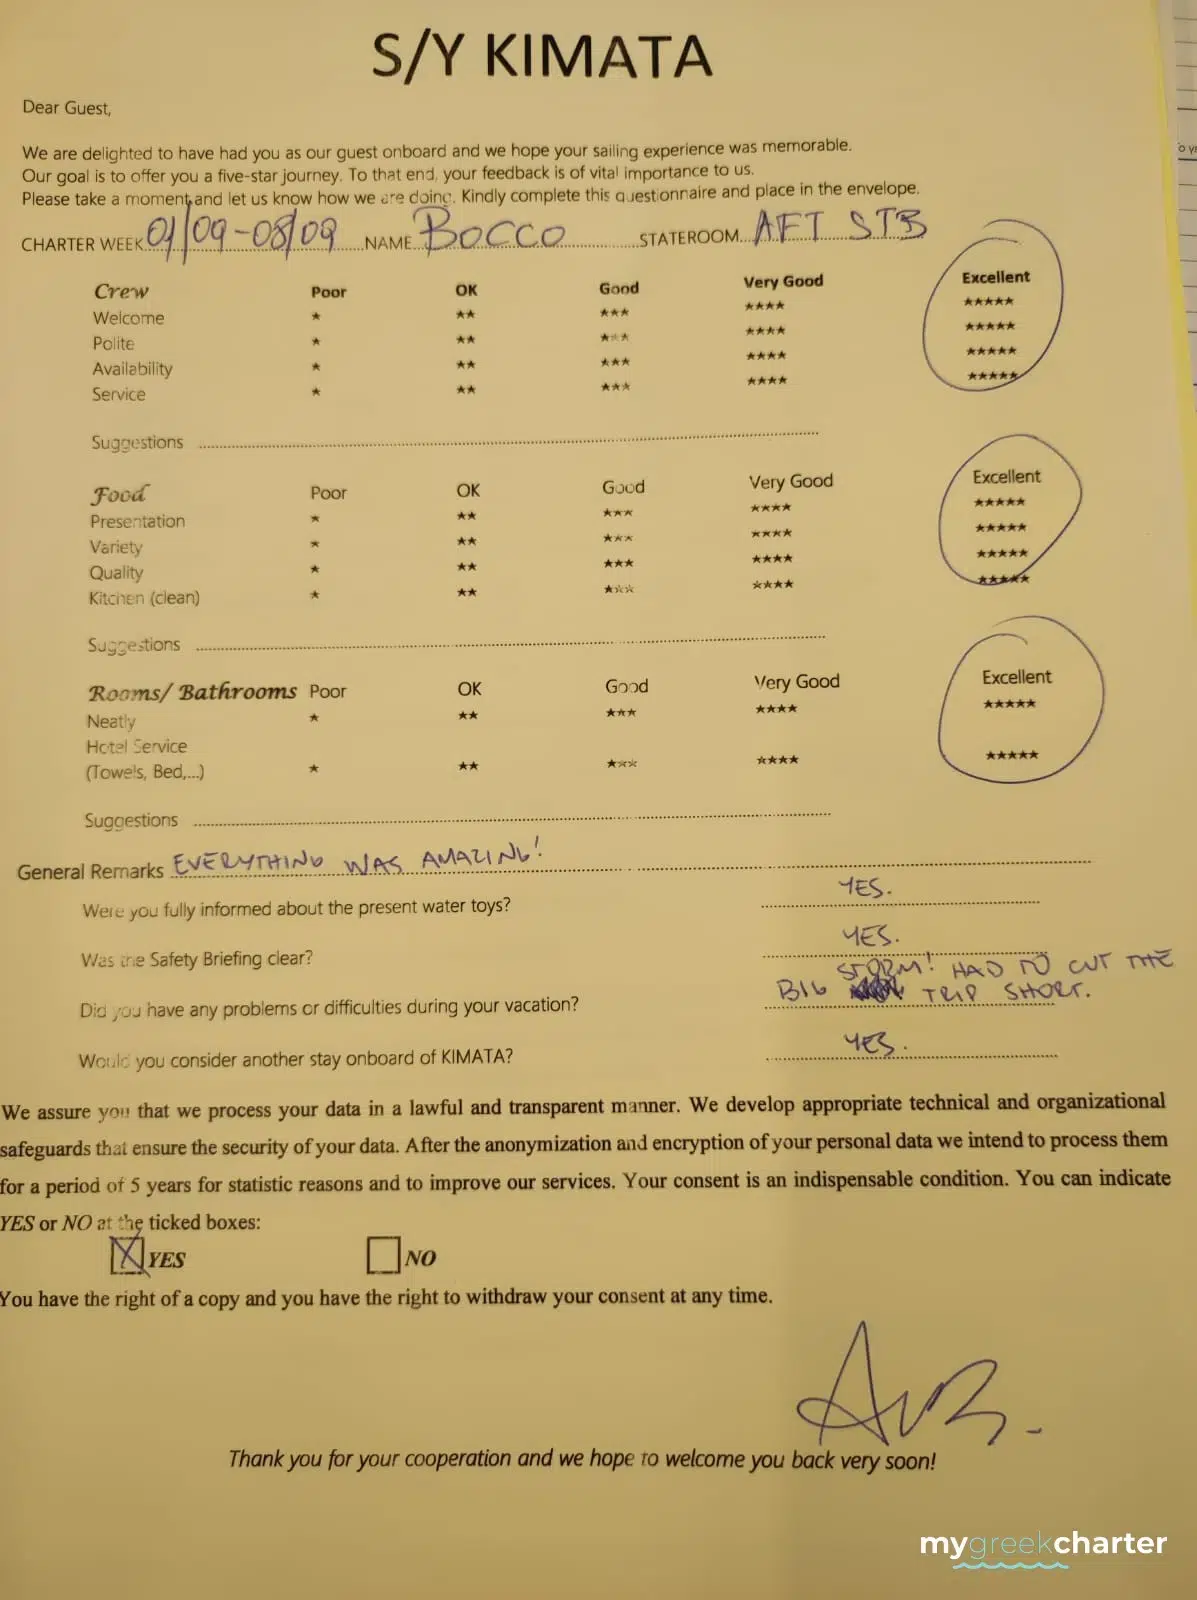 S/Y KIMATA
Dear Guest,
We are delighted to have had you as our guest onboard and we hope your sailing experience was memorable.
Our goal is to offer you a five-star journey. To that end, your feedback is of vital importance to us.
Please take a moment and let us know how we are doing. Kindly complete this questionnaire and place in the envelope.
CHARTER WEEK 01/09-08/09 NAME BOCCO STATEROOM AFT STB
Crew Poor OK Good Very Good Excellent
Welcome ★ ★★ ★★★ ★★★★ ★★★★★
Polite ★ ★★ ★★★ ★★★★ ★★★★★
Availability ★ ★★ ★★★ ★★★★ ★★★★★
Service ★ ★★ ★★★ ★★★★ ★★★★★
Suggestions
Food Poor OK Good Very Good Excellent
Presentation ★ ★★ ★★★ ★★★★ ★★★★★
Variety ★ ★★ ★★★ ★★★★ ★★★★★
Quality ★ ★★ ★★★ ★★★★ ★★★★★
Kitchen (clean) ★ ★★ ★★★ ★★★★ ★★★★★
Suggestions
Rooms/ Bathrooms Poor OK Good Very Good Excellent
Neatly ★ ★★ ★★★ ★★★★ ★★★★★
Hotel Service
(Towels, Bed,...) ★ ★★ ★★★ ★★★★ ★★★★★
Suggestions
General Remarks EVERYTHING WAS AMAZING!
Were you fully informed about the present water toys? YES.
Was the Safety Briefing clear? YES.
Did you have any problems or difficulties during your vacation? BIG STORM! HAD TO CUT THE
TRIP SHORT.
Would you consider another stay onboard of KIMATA? YES.
We assure you that we process your data in a lawful and transparent manner. We develop appropriate technical and organizational
safeguards that ensure the security of your data. After the anonymization and encryption of your personal data we intend to process them
for a period of 5 years for statistic reasons and to improve our services. Your consent is an indispensable condition. You can indicate
YES or NO at the ticked boxes:
X YES NO
You have the right of a copy and you have the right to withdraw your consent at any time.
Thank you for your cooperation and we hope to welcome you back very soon!
mygreekcharter